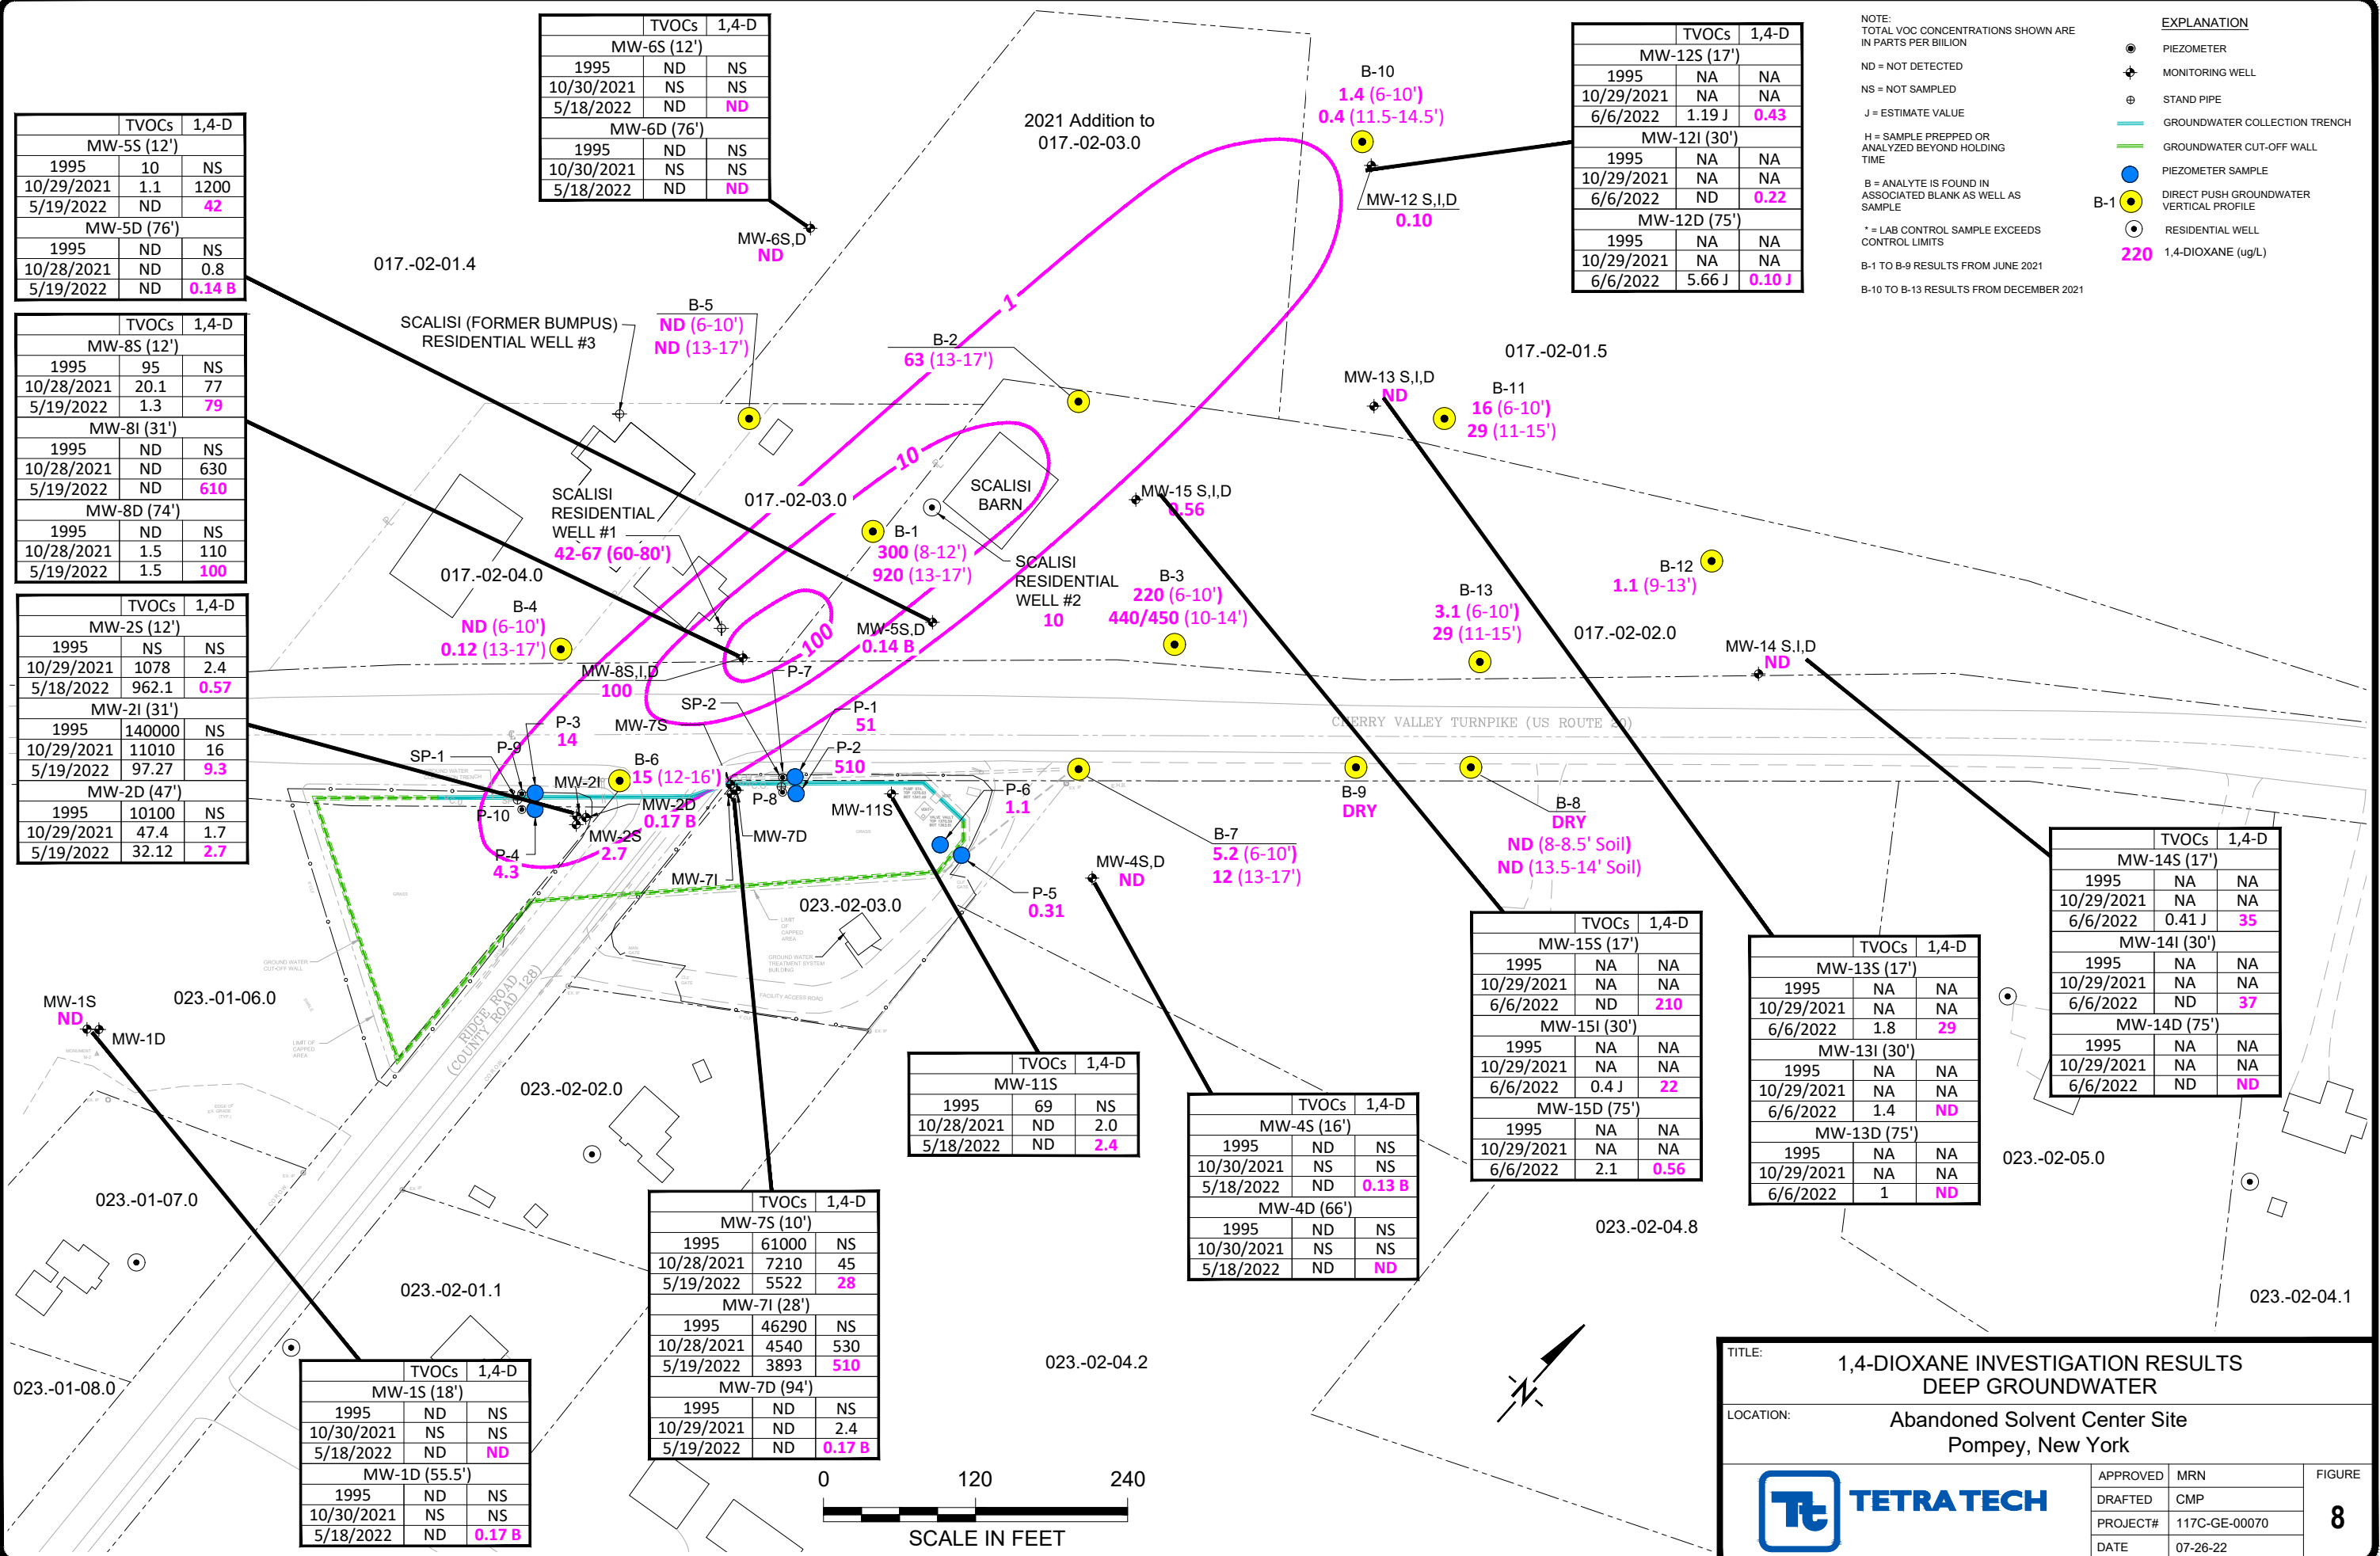 TVOCs 1,4-D
MW-6S (12')
1995 ND NS
10/30/2021 NS NS
5/18/2022 ND ND
MW-6D (76')
1995 ND NS
10/30/2021 NS NS
5/18/2022 ND ND
TVOCs 1,4-D
MW-5S (12')
1995 10 NS
10/29/2021 1.1 1200
5/19/2022 ND 42
MW-5D (76')
1995 ND NS
10/28/2021 ND 0.8
5/19/2022 ND 0.14 B
TVOCs 1,4-D
MW-8S (12')
1995 95 NS
10/28/2021 20.1 77
5/19/2022 1.3 79
MW-8I (31')
1995 ND NS
10/28/2021 ND 630
5/19/2022 ND 610
MW-8D (74')
1995 ND NS
10/28/2021 1.5 110
5/19/2022 1.5 100
TVOCs 1,4-D
MW-2S (12')
1995 NS NS
10/29/2021 1078 2.4
5/18/2022 962.1 0.57
MW-2I (31')
1995 140000 NS
10/29/2021 11010 16
5/19/2022 97.27 9.3
MW-2D (47')
1995 10100 NS
10/29/2021 47.4 1.7
5/19/2022 32.12 2.7
TVOCs 1,4-D
MW-12S (17')
1995 NA NA
10/29/2021 NA NA
6/6/2022 1.19 J 0.43
MW-12I (30')
1995 NA NA
10/29/2021 NA NA
6/6/2022 ND 0.22
MW-12D (75')
1995 NA NA
10/29/2021 NA NA
6/6/2022 5.66 J 0.10 J
NOTE:
TOTAL VOC CONCENTRATIONS SHOWN ARE
IN PARTS PER BIILION
ND = NOT DETECTED
NS = NOT SAMPLED
J = ESTIMATE VALUE
H = SAMPLE PREPPED OR
ANALYZED BEYOND HOLDING
TIME
B = ANALYTE IS FOUND IN
ASSOCIATED BLANK AS WELL AS
SAMPLE
* = LAB CONTROL SAMPLE EXCEEDS
CONTROL LIMITS
B-1 TO B-9 RESULTS FROM JUNE 2021
B-10 TO B-13 RESULTS FROM DECEMBER 2021
EXPLANATION
PIEZOMETER
MONITORING WELL
STAND PIPE
GROUNDWATER COLLECTION TRENCH
GROUNDWATER CUT-OFF WALL
PIEZOMETER SAMPLE
B-1 DIRECT PUSH GROUNDWATER
VERTICAL PROFILE
RESIDENTIAL WELL
220 1,4-DIOXANE (ug/L)
2021 Addition to
017.-02-03.0
B-10
1.4 (6-10')
0.4 (11.5-14.5')
MW-12 S,I,D
0.10
MW-6S,D
ND
017.-02-01.4
SCALISI (FORMER BUMPUS)
RESIDENTIAL WELL #3
B-5
ND (6-10')
ND (13-17')
1
B-2
63 (13-17')
017.-02-01.5
MW-13 S,I,D
ND
B-11
16 (6-10')
29 (11-15')
10
SCALISI
BARN
017.-02-03.0
SCALISI
RESIDENTIAL
WELL #1
42-67 (60-80')
MW-15 S,I,D
0.56
B-1
300 (8-12')
920 (13-17')
SCALISI
RESIDENTIAL
WELL #2
10
017.-02-04.0
B-4
ND (6-10')
0.12 (13-17')
B-3
220 (6-10')
440/450 (10-14')
B-12
1.1 (9-13')
B-13
3.1 (6-10')
29 (11-15')
017.-02-02.0
MW-14 S,I,D
ND
100
MW-5S,D
0.14 B
MW-8S,I,D
100
P-7
SP-2
MW-7S
P-1
51
P-2
510
CHERRY VALLEY TURNPIKE (US ROUTE 20)
P-3
14
P-9
SP-1
GROUND WATER
COLLECTION TRENCH
B-6
15 (12-16')
MW-2I
MW-2D
0.17 B
P-10
MW-2S
2.7
P-4
4.3
P-8
MW-7D
MW-7I
MW-11S
P-6
1.1
P-5
0.31
B-7
5.2 (6-10')
12 (13-17')
B-9
DRY
B-8
DRY
ND (8-8.5' Soil)
ND (13.5-14' Soil)
MW-4S,D
ND
GRASS
GRASS
023.-02-03.0
LIMIT
OF
CAPPED
AREA
GROUND WATER
TREATMENT SYSTEM
BUILDING
FACILITY ACCESS ROAD
GROUND WATER
CUT-OFF WALL
LIMIT OF
CAPPED
AREA
RIDGE ROAD
(COUNTY ROAD 128)
023.-01-06.0
MW-1S
ND
MW-1D
023.-02-02.0
023.-01-07.0
023.-02-01.1
023.-01-08.0
023.-02-04.2
023.-02-04.8
023.-02-05.0
023.-02-04.1
TVOCs 1,4-D
MW-11S
1995 69 NS
10/28/2021 ND 2.0
5/18/2022 ND 2.4
TVOCs 1,4-D
MW-4S (16')
1995 ND NS
10/30/2021 NS NS
5/18/2022 ND 0.13 B
MW-4D (66')
1995 ND NS
10/30/2021 NS NS
5/18/2022 ND ND
TVOCs 1,4-D
MW-15S (17')
1995 NA NA
10/29/2021 NA NA
6/6/2022 ND 210
MW-15I (30')
1995 NA NA
10/29/2021 NA NA
6/6/2022 0.4 J 22
MW-15D (75')
1995 NA NA
10/29/2021 NA NA
6/6/2022 2.1 0.56
TVOCs 1,4-D
MW-13S (17')
1995 NA NA
10/29/2021 NA NA
6/6/2022 1.8 29
MW-13I (30')
1995 NA NA
10/29/2021 NA NA
6/6/2022 1.4 ND
MW-13D (75')
1995 NA NA
10/29/2021 NA NA
6/6/2022 1 ND
TVOCs 1,4-D
MW-14S (17')
1995 NA NA
10/29/2021 NA NA
6/6/2022 0.41 J 35
MW-14I (30')
1995 NA NA
10/29/2021 NA NA
6/6/2022 ND 37
MW-14D (75')
1995 NA NA
10/29/2021 NA NA
6/6/2022 ND ND
TVOCs 1,4-D
MW-7S (10')
1995 61000 NS
10/28/2021 7210 45
5/19/2022 5522 28
MW-7I (28')
1995 46290 NS
10/28/2021 4540 530
5/19/2022 3893 510
MW-7D (94')
1995 ND NS
10/29/2021 ND 2.4
5/19/2022 ND 0.17 B
TVOCs 1,4-D
MW-1S (18')
1995 ND NS
10/30/2021 NS NS
5/18/2022 ND ND
MW-1D (55.5')
1995 ND NS
10/30/2021 NS NS
5/18/2022 ND 0.17 B
0 120 240
SCALE IN FEET
N
TITLE:
1,4-DIOXANE INVESTIGATION RESULTS
DEEP GROUNDWATER
LOCATION:
Abandoned Solvent Center Site
Pompey, New York
Tt TETRA TECH
APPROVED MRN
DRAFTED CMP
PROJECT# 117C-GE-00070
DATE 07-26-22
FIGURE
8